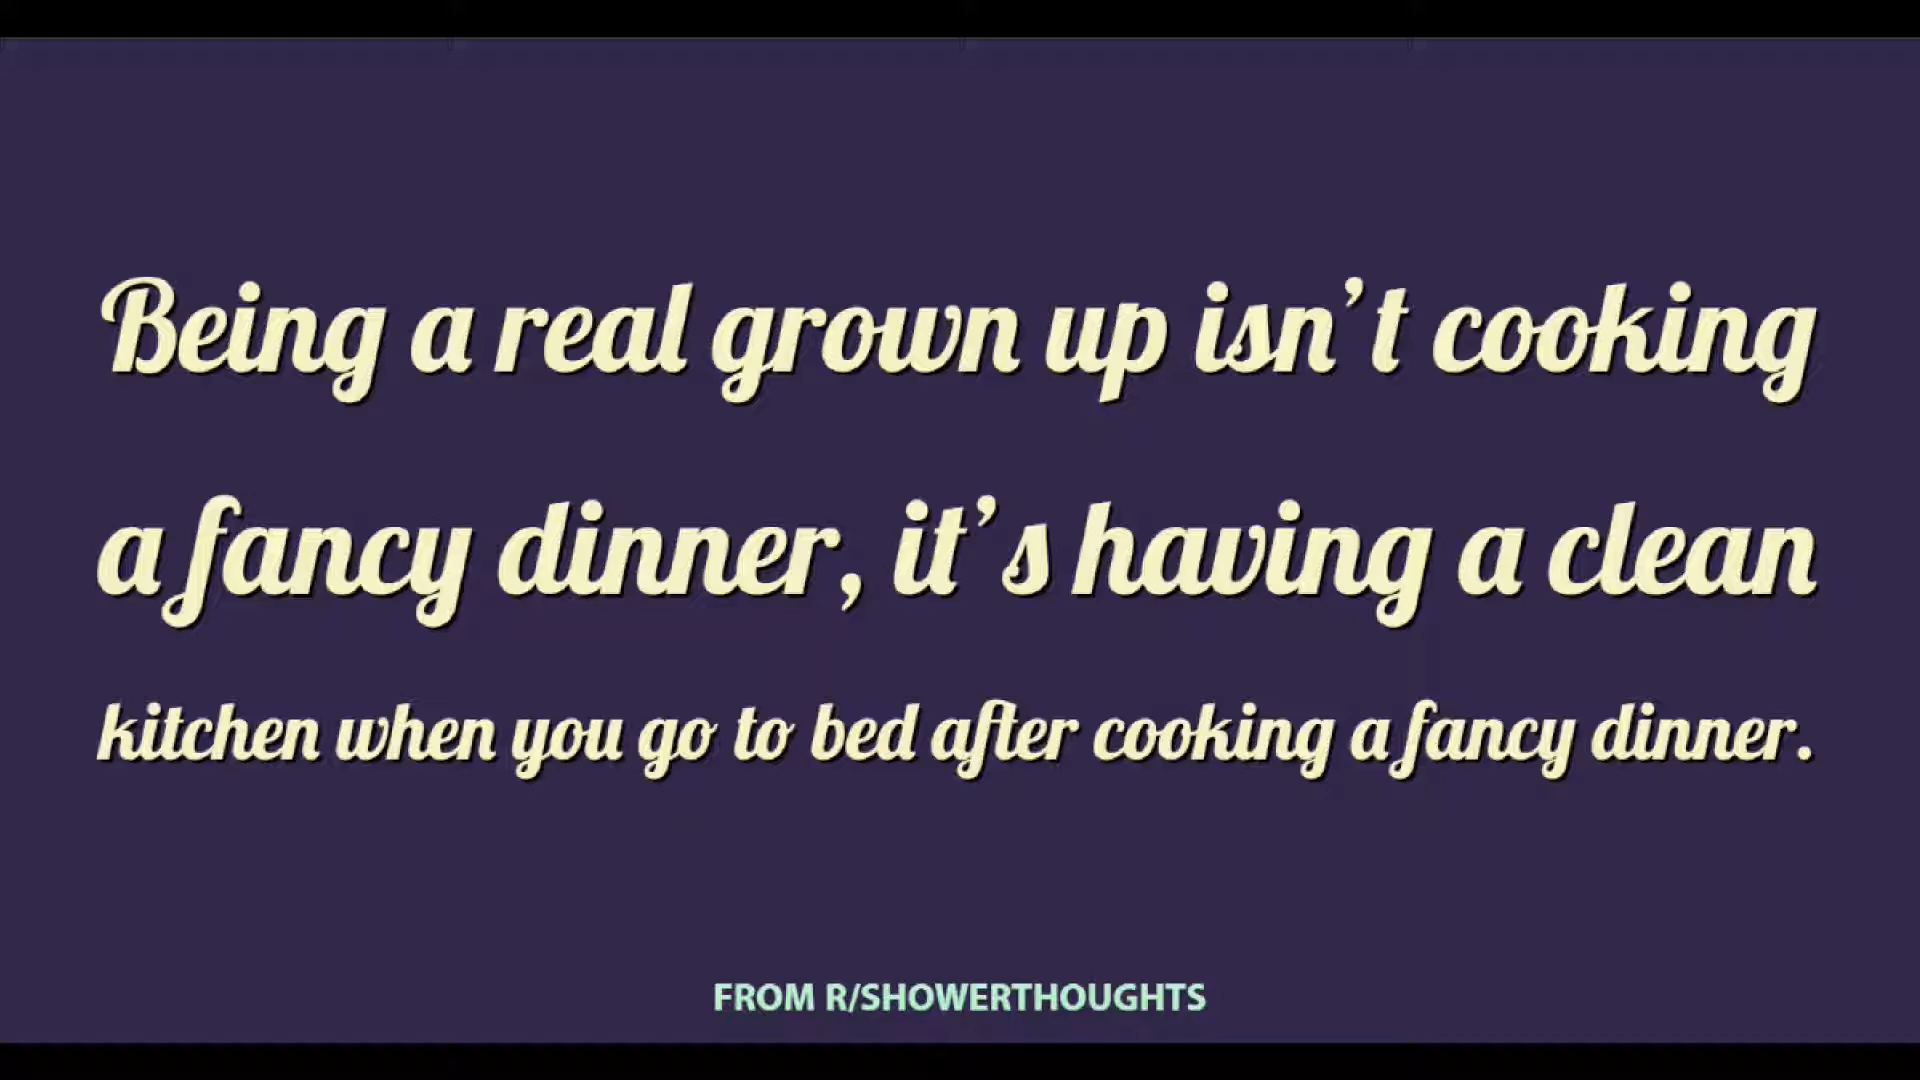 Being a real grown up isn’t cooking
a fancy dinner, it’s having a clean
kitchen when you go to bed after cooking a fancy dinner.
FROM R/SHOWERTHOUGHTS